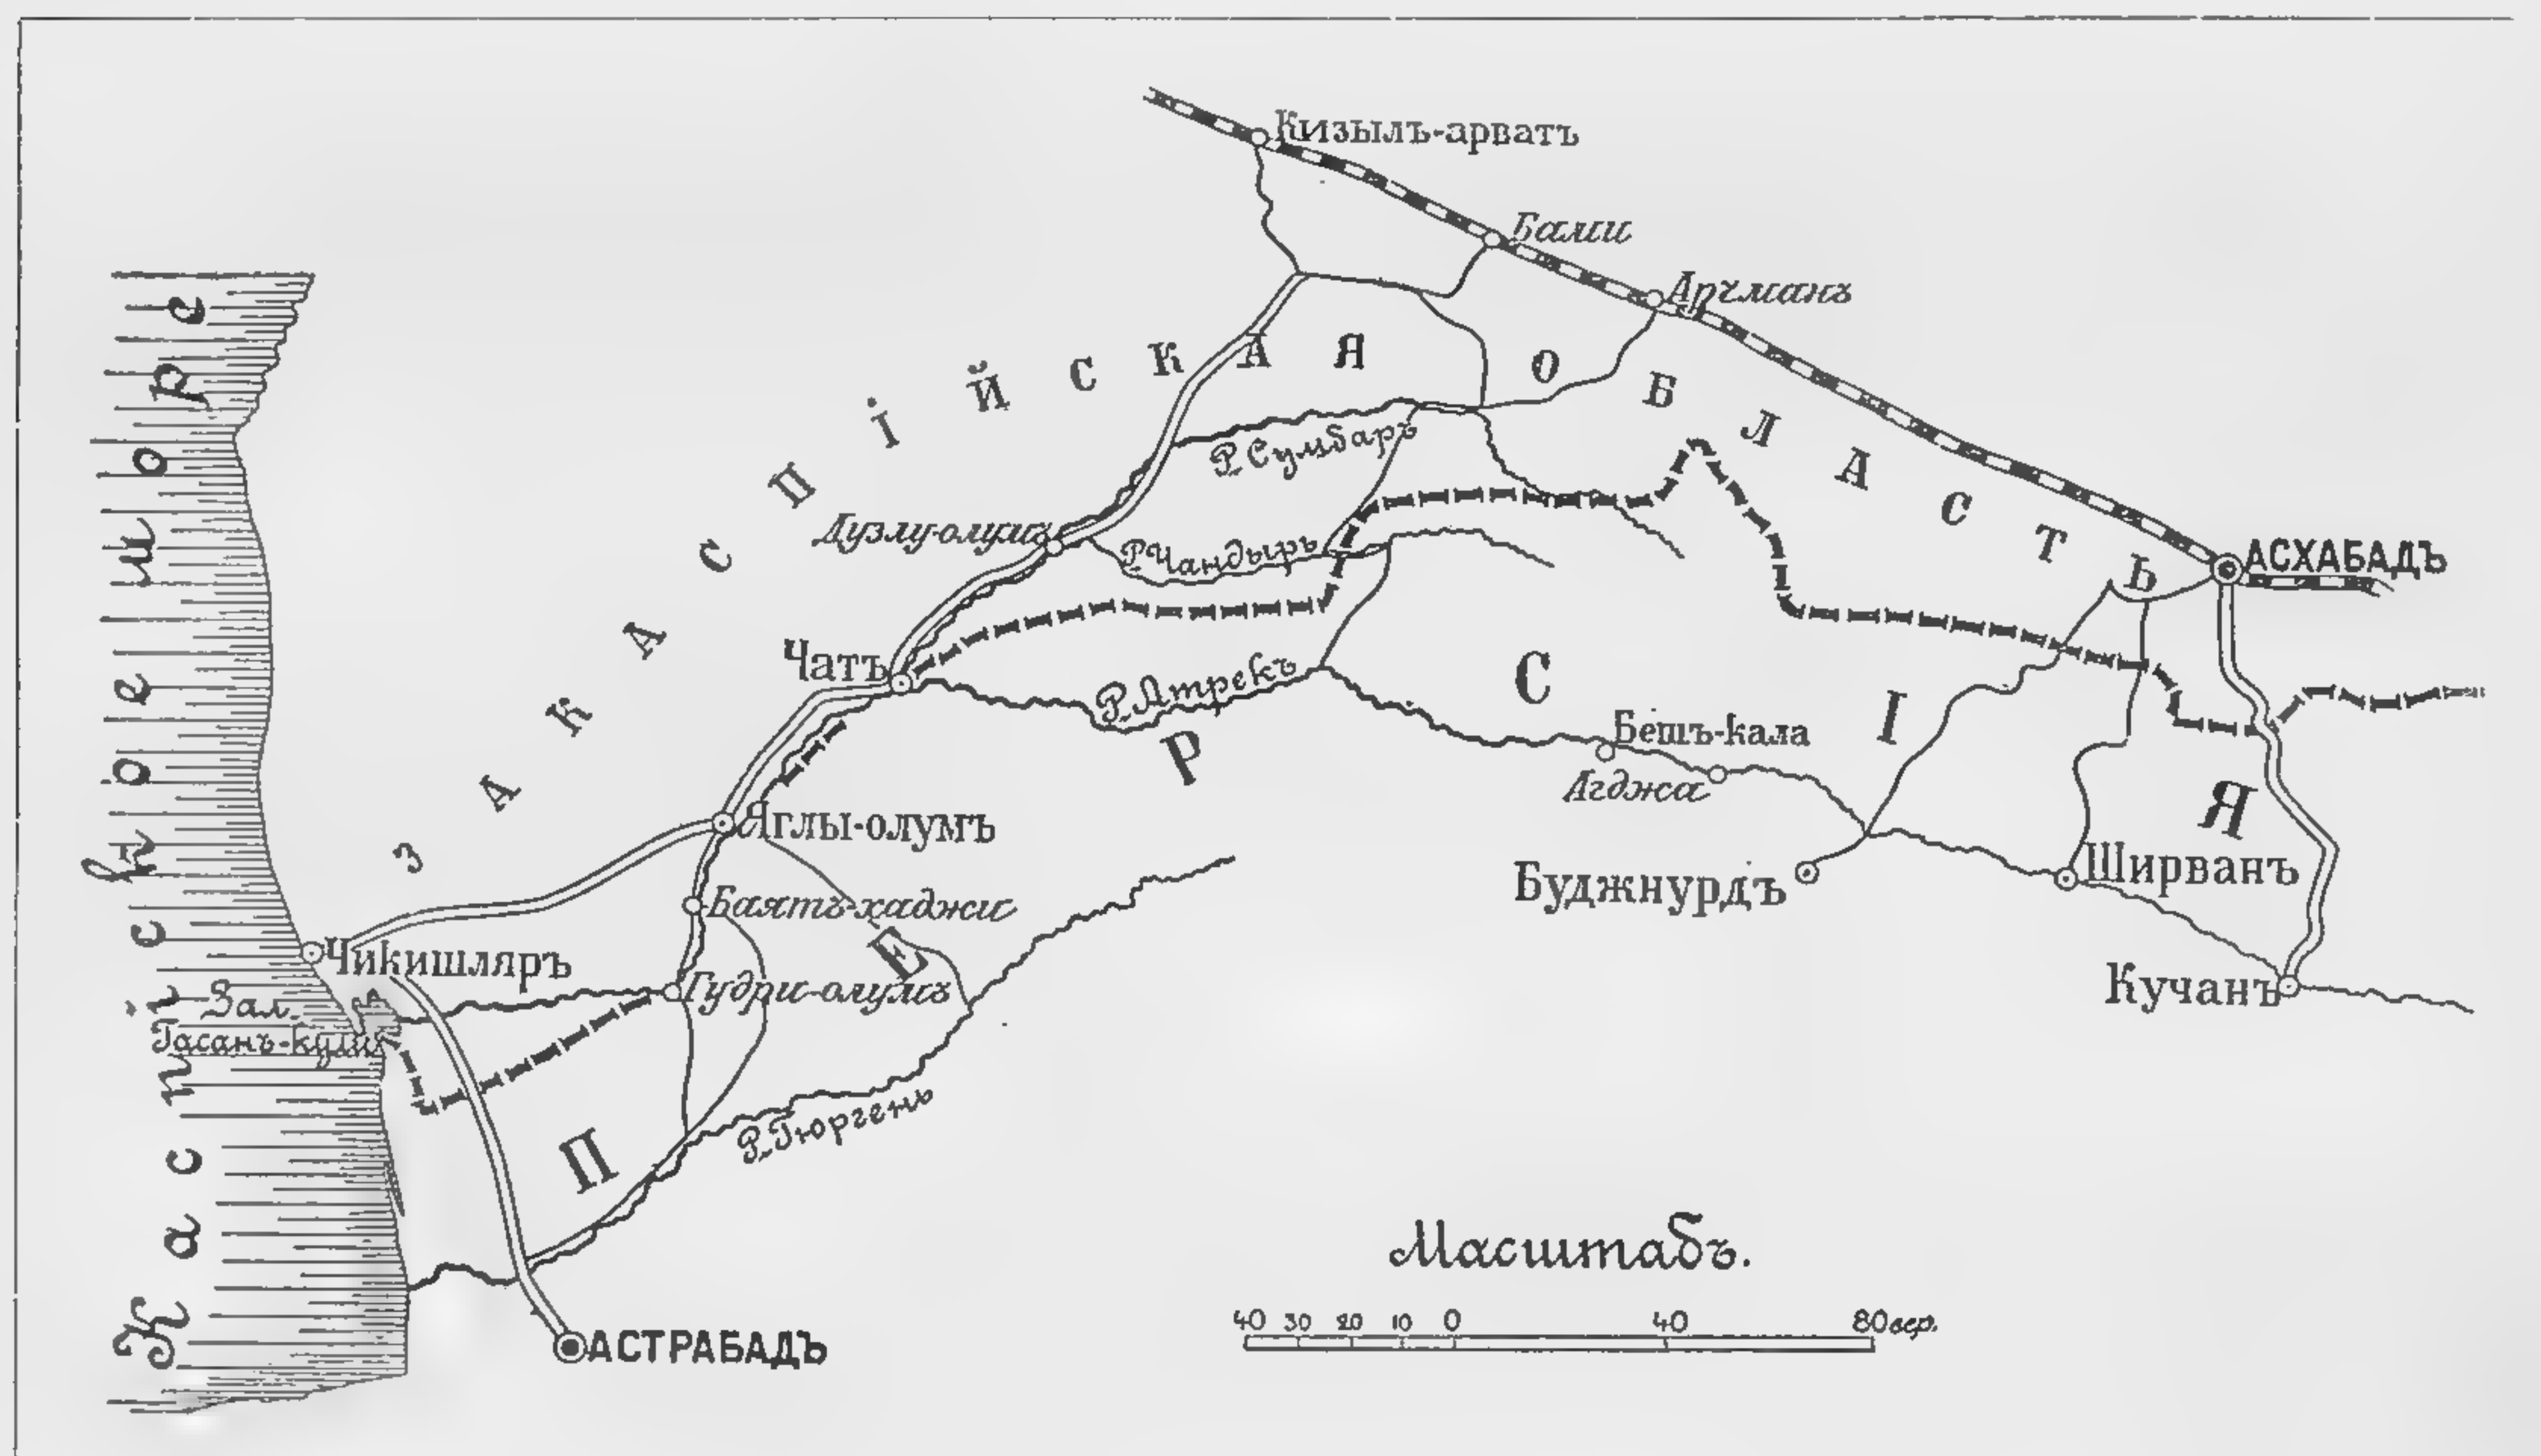 Кизылъ-арватъ
Бами
Арчманъ
ЗАКАСПІЙСКАЯ ОБЛАСТЬ
Каспійское море
Р. Сумбаръ
Дузлу-олумъ
Р. Чандырь
АСХАБАДЪ
Чатъ
Р. Атрекъ
ПЕРСІЯ
Бешъ-кала
Агджа
Яглы-олумъ
Буджнурдъ
Ширванъ
Баятъ-хаджи
Чикишляръ
Гудри-олумъ
Кучанъ
Зал.
Гасанъ-кули
Р. Гюргень
Масштабъ.
40 30 20 10 0 40 80 вер.
АСТРАБАДЪ